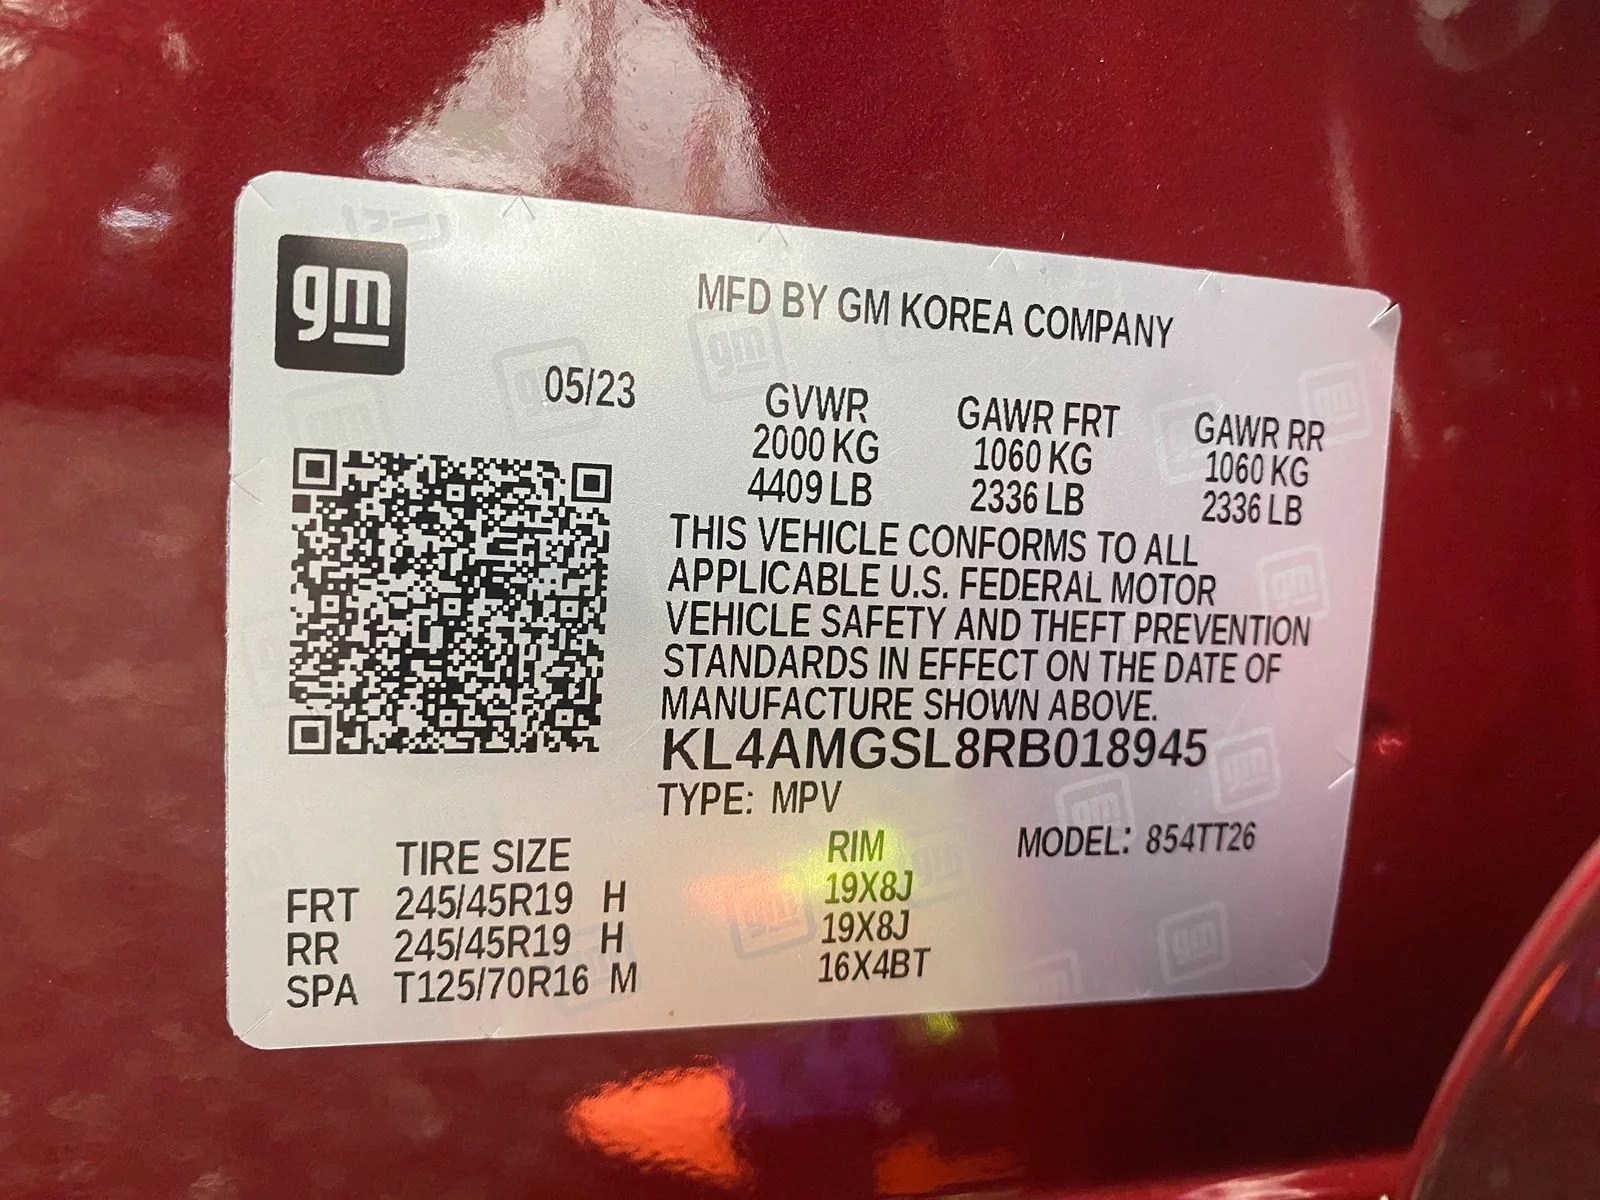 gm
MFD BY GM KOREA COMPANY
05/23
GVWR GAWR FRT GAWR RR
2000 KG 1060 KG 1060 KG
4409 LB 2336 LB 2336 LB
THIS VEHICLE CONFORMS TO ALL
APPLICABLE U.S. FEDERAL MOTOR
VEHICLE SAFETY AND THEFT PREVENTION
STANDARDS IN EFFECT ON THE DATE OF
MANUFACTURE SHOWN ABOVE.
KL4AMGSL8RB018945
TYPE: MPV
MODEL: 854TT26
TIRE SIZE RIM
FRT 245/45R19 H 19X8J
RR 245/45R19 H 19X8J
SPA T125/70R16 M 16X4BT